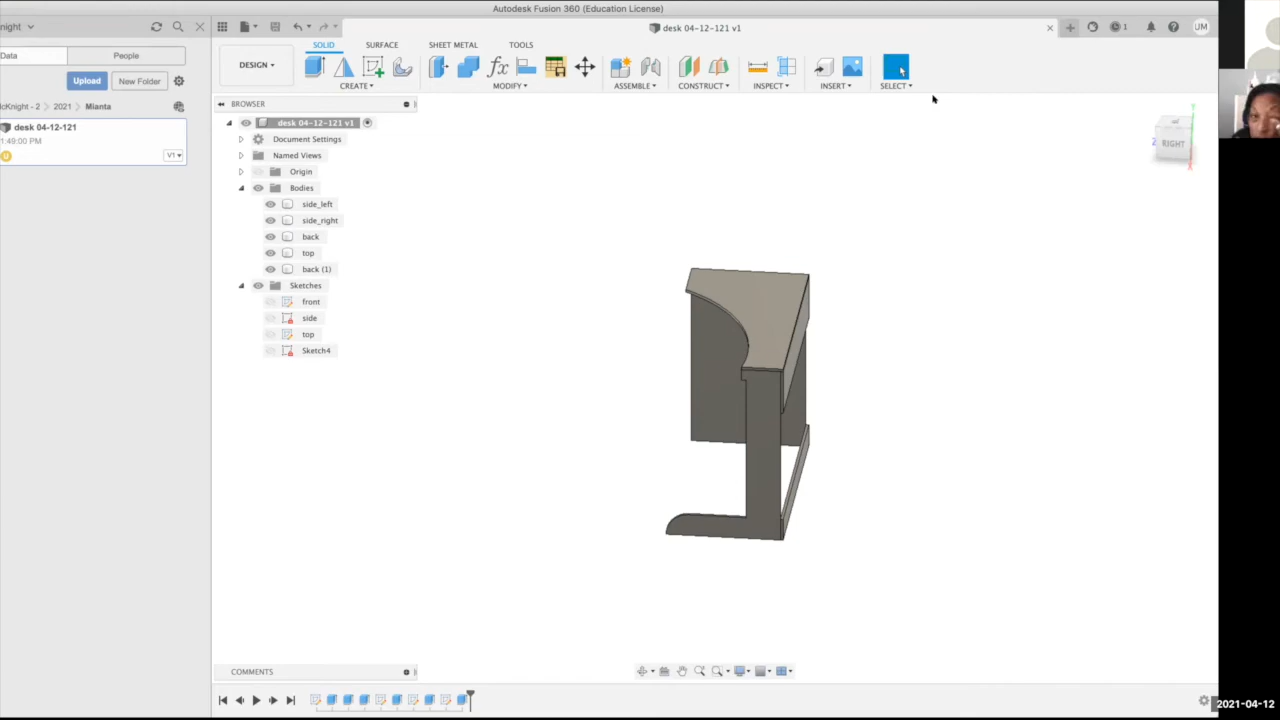 Autodesk Fusion 360 (Education License)
night
desk 04-12-121 v1
1
UM
Data
People
SOLID
SURFACE
SHEET METAL
TOOLS
DESIGN
CREATE
MODIFY
ASSEMBLE
CONSTRUCT
INSPECT
INSERT
SELECT
Upload
New Folder
cKnight - 2 > 2021 > Mianta
desk 04-12-121
1:49:00 PM
U
V1
BROWSER
desk 04-12-121 v1
Document Settings
Named Views
Origin
Bodies
side_left
side_right
back
top
back (1)
Sketches
front
side
top
Sketch4
RIGHT
Z
COMMENTS
2021-04-12